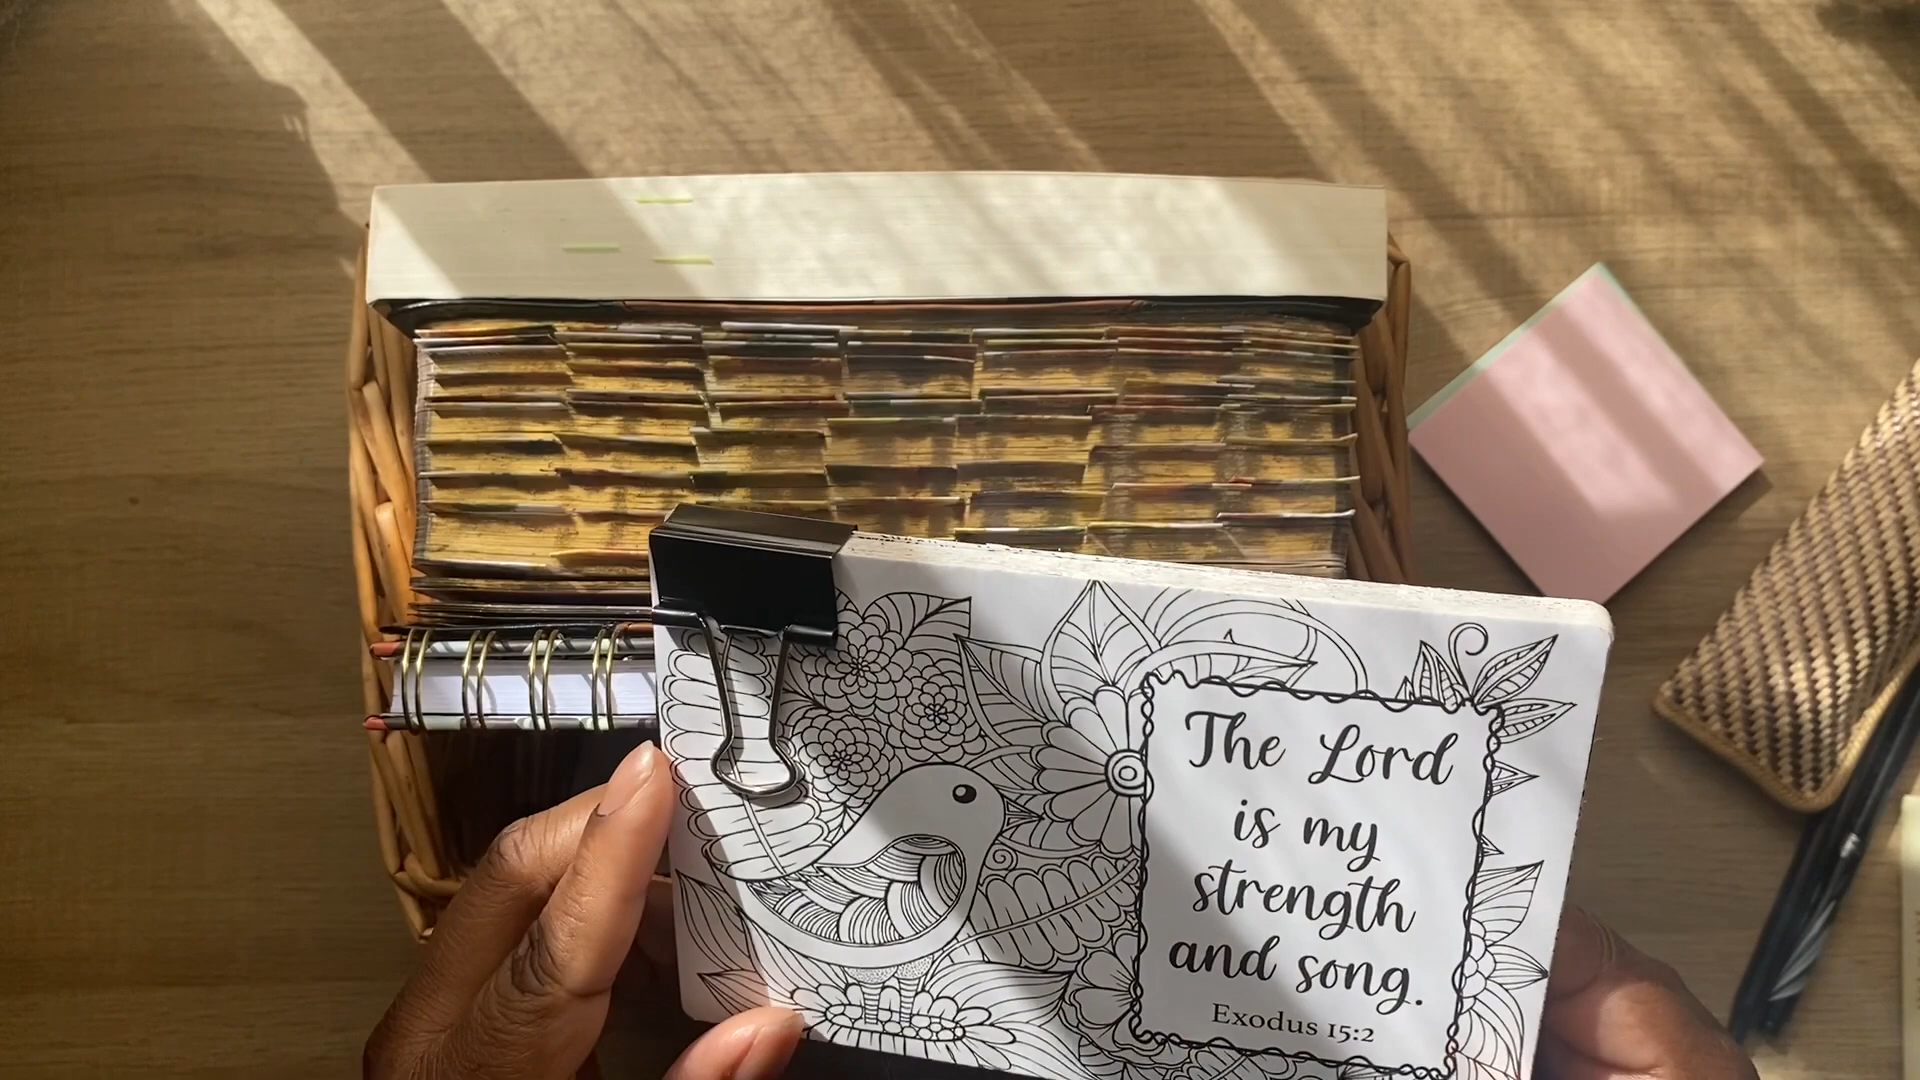 The Lord
is my
strength
and song.
Exodus 15:2